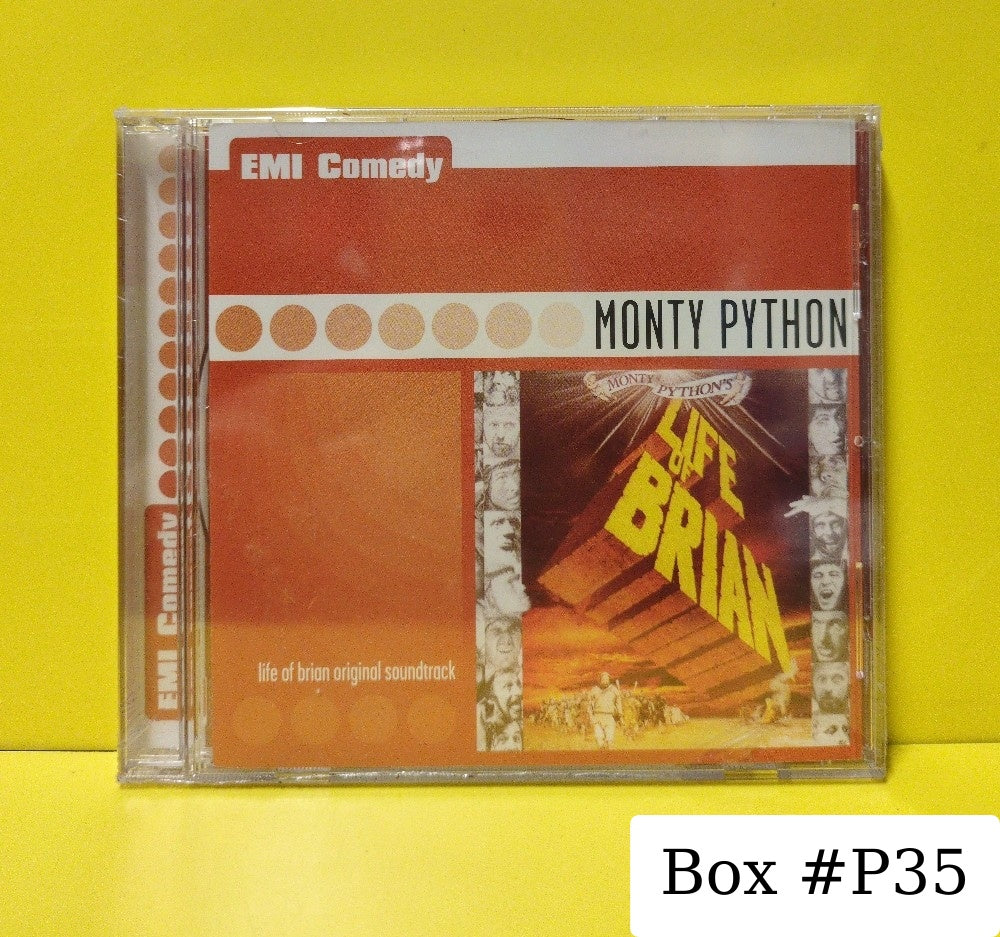 EMI Comedy
MONTY PYTHON
MONTY PYTHON'S
LIFE
OF
BRIAN
life of brian original soundtrack
EMI Comedy
Box #P35